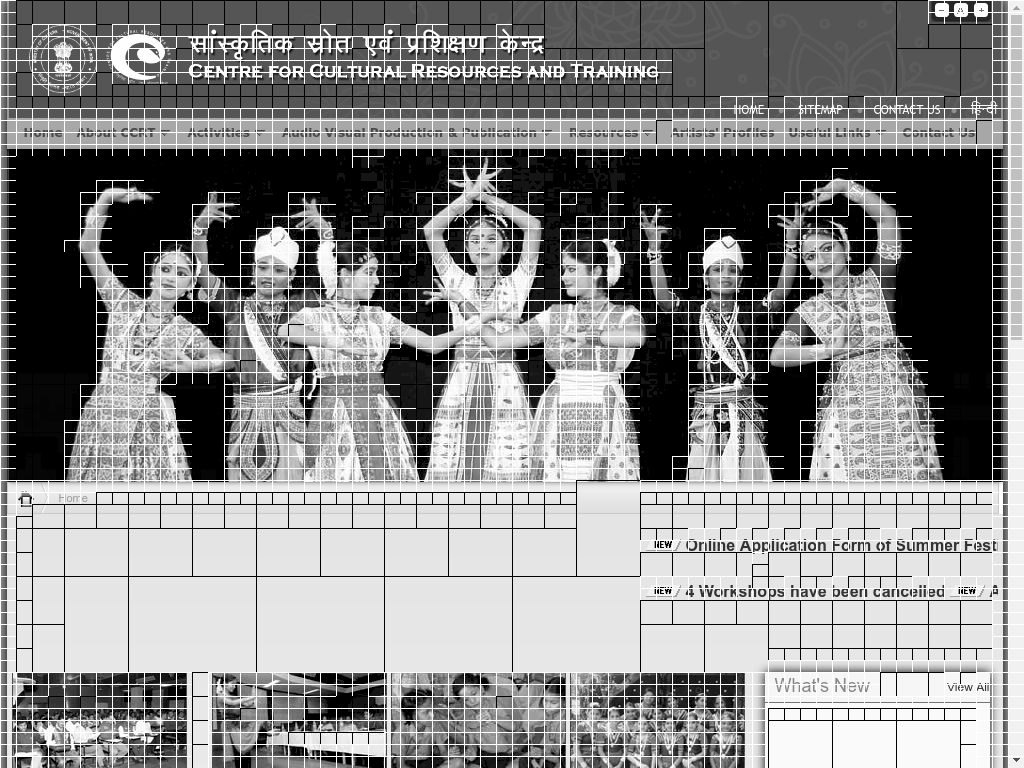 सांस्कृतिक स्रोत एवं प्रशिक्षण केन्द्र
CENTRE FOR CULTURAL RESOURCES AND TRAINING
- A +
HOME SITEMAP CONTACT US हिन्दी
Home About CCRT Activities Audio Visual Production & Publication Resources Artists' Profiles Useful Links Contact Us
Home
NEW Online Application Form of Summer Festi
NEW 4 Workshops have been cancelled NEW A
What's New View All